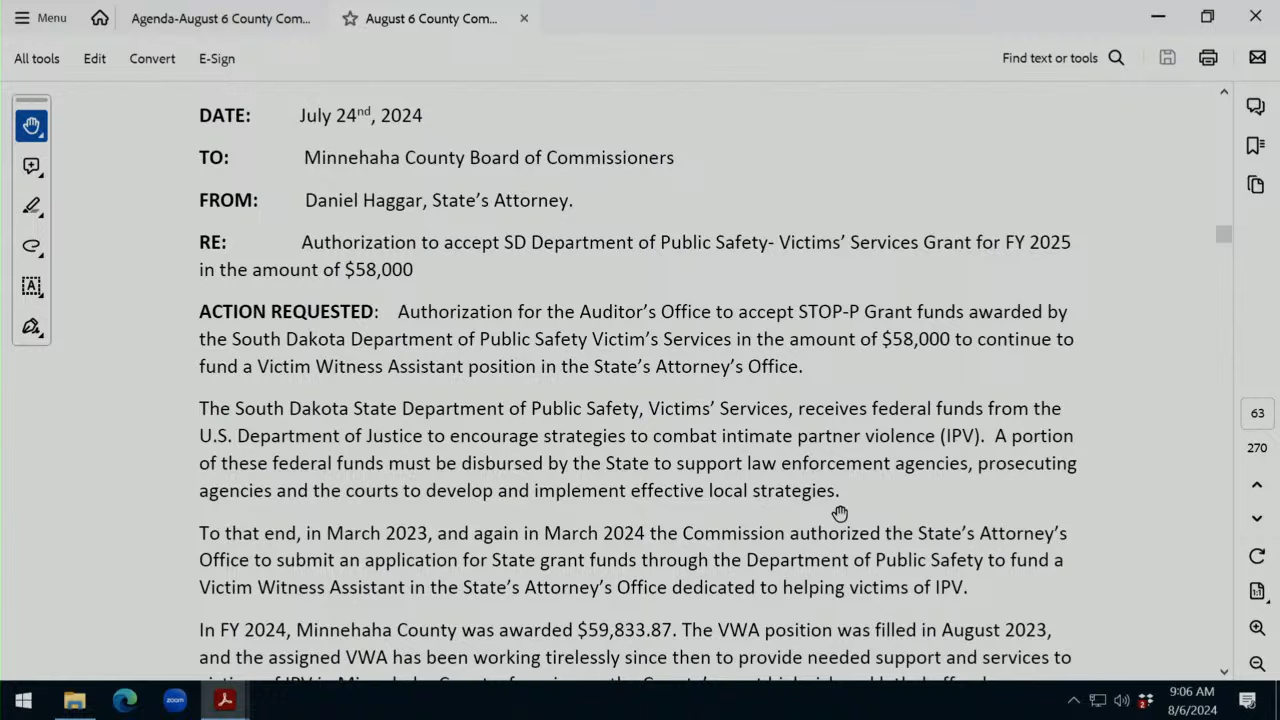 Menu
Agenda-August 6 County Com...
August 6 County Com...
All tools
Edit
Convert
E-Sign
Find text or tools
DATE: July 24nd, 2024
TO: Minnehaha County Board of Commissioners
FROM: Daniel Haggar, State's Attorney.
RE: Authorization to accept SD Department of Public Safety- Victims' Services Grant for FY 2025
in the amount of $58,000
ACTION REQUESTED: Authorization for the Auditor's Office to accept STOP-P Grant funds awarded by
the South Dakota Department of Public Safety Victim's Services in the amount of $58,000 to continue to
fund a Victim Witness Assistant position in the State's Attorney's Office.
The South Dakota State Department of Public Safety, Victims' Services, receives federal funds from the
U.S. Department of Justice to encourage strategies to combat intimate partner violence (IPV). A portion
of these federal funds must be disbursed by the State to support law enforcement agencies, prosecuting
agencies and the courts to develop and implement effective local strategies.
To that end, in March 2023, and again in March 2024 the Commission authorized the State's Attorney's
Office to submit an application for State grant funds through the Department of Public Safety to fund a
Victim Witness Assistant in the State's Attorney's Office dedicated to helping victims of IPV.
In FY 2024, Minnehaha County was awarded $59,833.87. The VWA position was filled in August 2023,
and the assigned VWA has been working tirelessly since then to provide needed support and services to
63
270
1:1
zoom
9:06 AM
8/6/2024